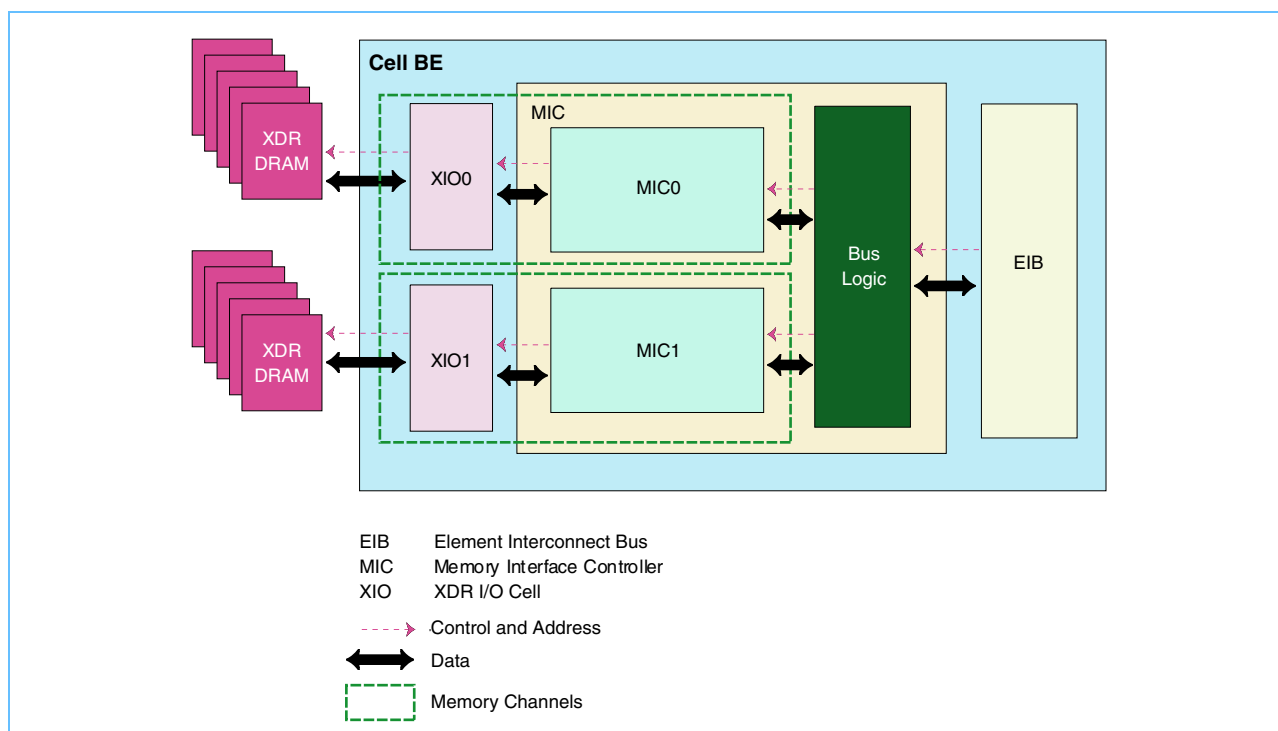 Cell BE
MIC
XDR
DRAM
XIO0
MIC0
Bus
Logic
EIB
XDR
DRAM
XIO1
MIC1
EIB Element Interconnect Bus
MIC Memory Interface Controller
XIO XDR I/O Cell
Control and Address
Data
Memory Channels